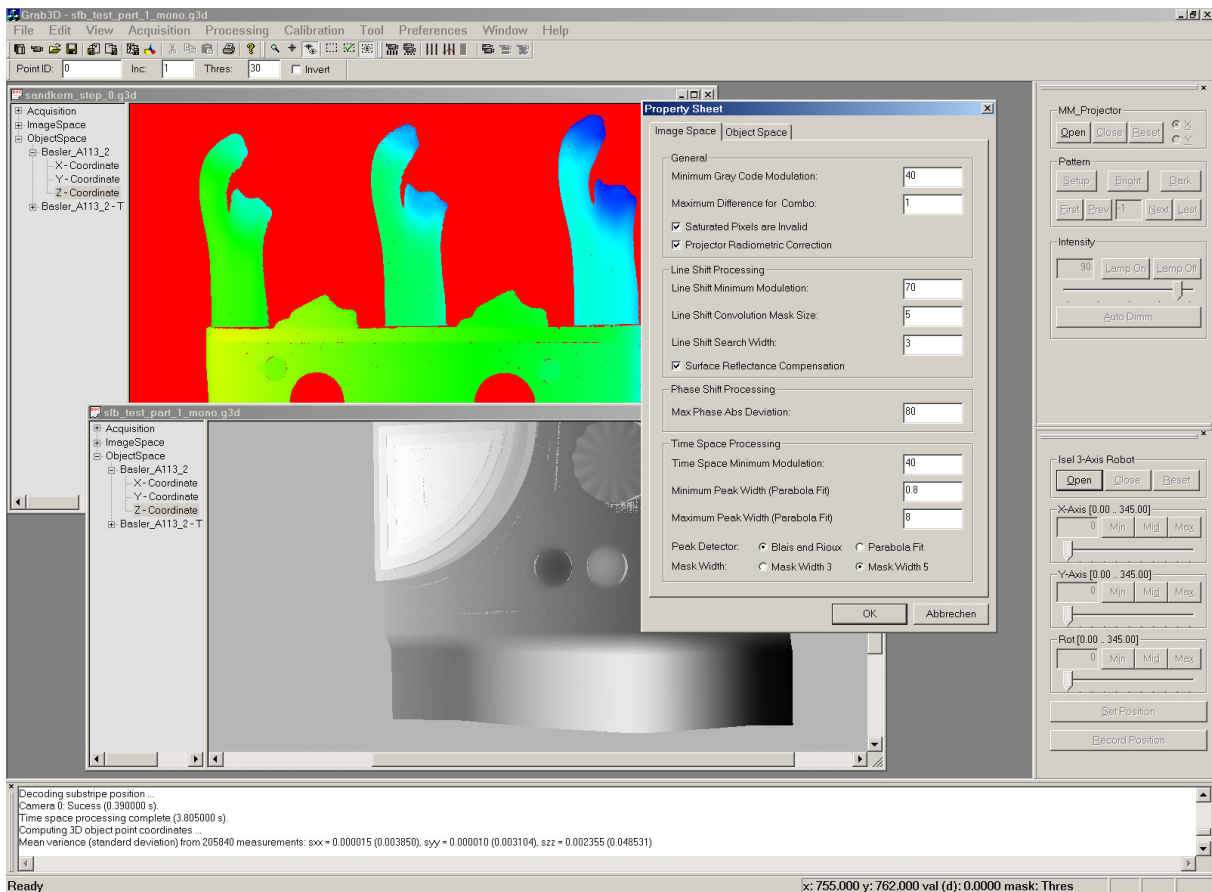 Grab3D - sfb_test_part_1_mono.g3d
File Edit View Acquisition Processing Calibration Tool Preferences Window Help
Point ID: 0 Inc: 1 Thres: 30 Invert
sandkern_step_0.g3d
Acquisition
ImageSpace
ObjectSpace
Basler_A113_2
X - Coordinate
Y - Coordinate
Z - Coordinate
Basler_A113_2 - T
sfb_test_part_1_mono.g3d
Acquisition
ImageSpace
ObjectSpace
Basler_A113_2
X - Coordinate
Y - Coordinate
Z - Coordinate
Basler_A113_2 - T
Property Sheet
Image Space Object Space
General
Minimum Gray Code Modulation: 40
Maximum Difference for Combo: 1
Saturated Pixels are Invalid
Projector Radiometric Correction
Line Shift Processing
Line Shift Minimum Modulation: 70
Line Shift Convolution Mask Size: 5
Line Shift Search Width: 3
Surface Reflectance Compensation
Phase Shift Processing
Max Phase Abs Deviation: 80
Time Space Processing
Time Space Minimum Modulation: 40
Minimum Peak Width (Parabola Fit) 0.8
Maximum Peak Width (Parabola Fit) 8
Peak Detector: Blais and Rioux Parabola Fit
Mask Width: Mask Width 3 Mask Width 5
OK Abbrechen
MM_Projector
Open Close Reset X
Y
Pattern
Setup Bright Dark
First Prev -1 Next Last
Intensity
90 Lamp On Lamp Off
Auto Dimm
Isel 3-Axis Robot
Open Close Reset
X-Axis [0.00 .. 345.00]
0 Min Mid Max
Y-Axis [0.00 .. 345.00]
0 Min Mid Max
Rot [0.00 .. 345.00]
0 Min Mid Max
Set Position
Record Position
Decoding substripe position ...
Camera 0: Sucess (0.390000 s).
Time space processing complete (3.805000 s).
Computing 3D object point coordinates ...
Mean variance (standard deviation) from 205840 measurements: sxx = 0.000015 (0.003850), syy = 0.000010 (0.003104), szz = 0.002355 (0.048531)
Ready x: 755.000 y: 762.000 val (d): 0.0000 mask: Thres